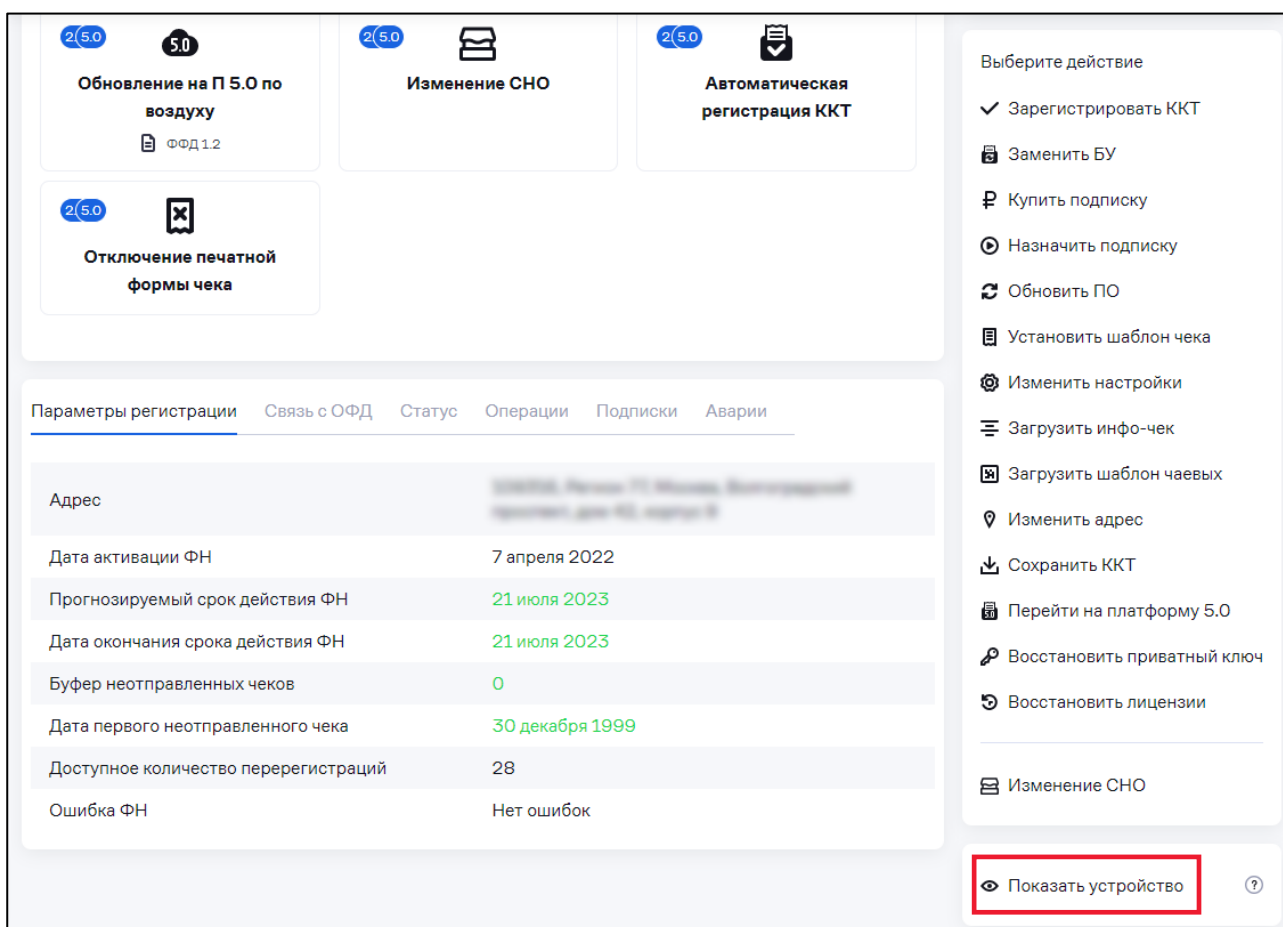 2(5.0
5.0
Обновление на П 5.0 по
воздуху
ФФД 1.2
2(5.0
Изменение СНО
2(5.0
Автоматическая
регистрация ККТ
2(5.0
Отключение печатной
формы чека
Параметры регистрации Связь с ОФД Статус Операции Подписки Аварии
Адрес
Дата активации ФН 7 апреля 2022
Прогнозируемый срок действия ФН 21 июля 2023
Дата окончания срока действия ФН 21 июля 2023
Буфер неотправленных чеков 0
Дата первого неотправленного чека 30 декабря 1999
Доступное количество перерегистраций 28
Ошибка ФН Нет ошибок
Выберите действие
Зарегистрировать ККТ
Заменить БУ
Купить подписку
Назначить подписку
Обновить ПО
Установить шаблон чека
Изменить настройки
Загрузить инфо-чек
Загрузить шаблон чаевых
Изменить адрес
Сохранить ККТ
Перейти на платформу 5.0
Восстановить приватный ключ
Восстановить лицензии
Изменение СНО
Показать устройство ?